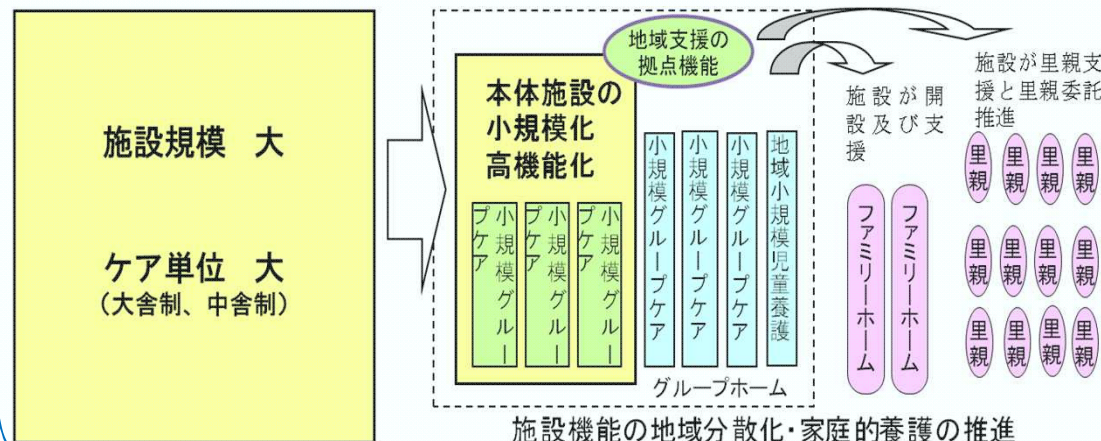 施設規模 大
ケア単位 大
(大舎制、中舎制)
地域支援の
拠点機能
本体施設の
小規模化
高機能化
小規模グルー
プケア
小規模グルー
プケア
小規模グルー
プケア
小規模グループケア
小規模グループケア
小規模グループケア
地域小規模児童養護
グループホーム
施設が開
設及び支
援
ファミリーホーム
ファミリーホーム
施設が里親支
援と里親委託
推進
里親
里親
里親
里親
里親
里親
里親
里親
里親
里親
里親
里親
施設機能の地域分散化・家庭的養護の推進